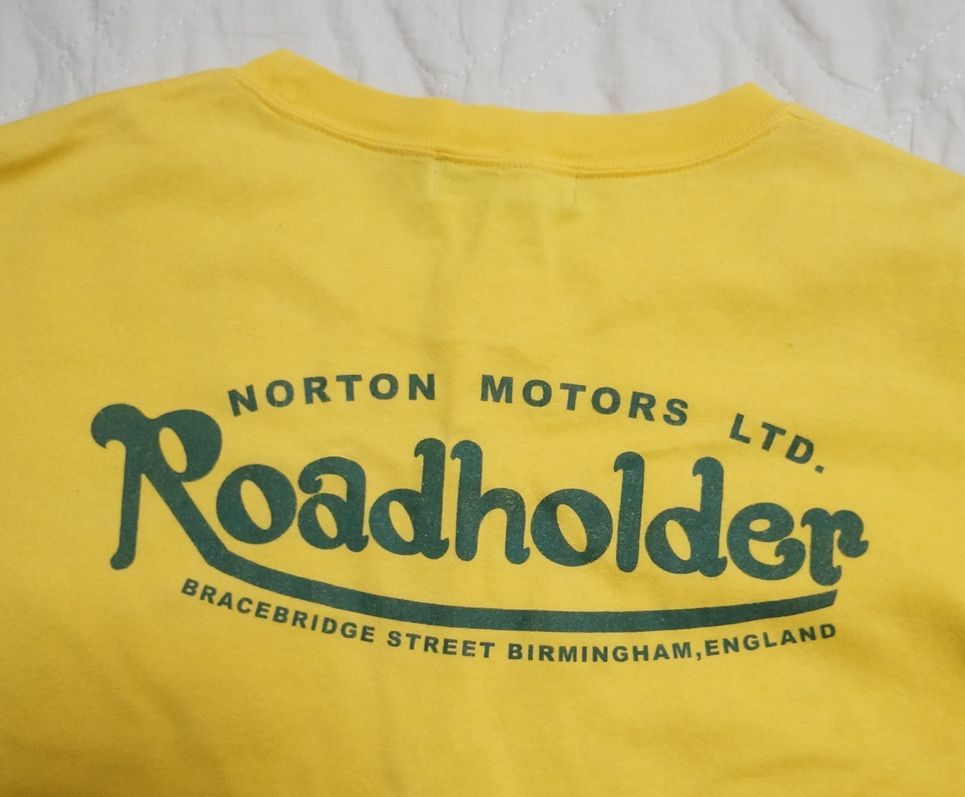 NORTON MOTORS LTD.
Roadholder
BRACEBRIDGE STREET BIRMINGHAM,ENGLAND